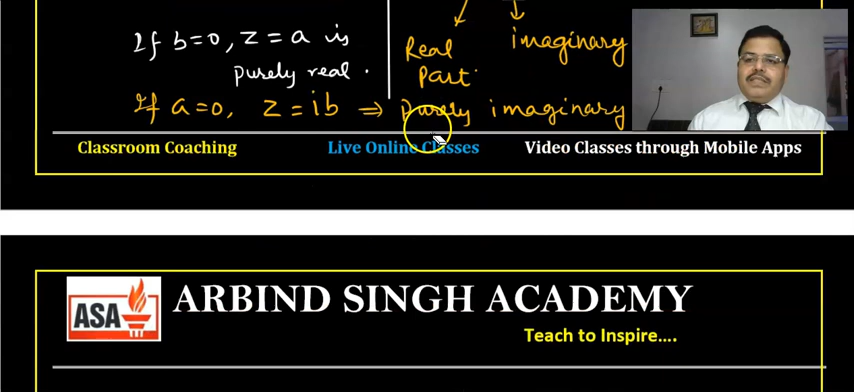 If b=0, z = a is
purely real.
Real
Part
imaginary
If a=0, z = ib ⇒ purely imaginary
Classroom Coaching
Live Online Classes
Video Classes through Mobile Apps
ASA
ARBIND SINGH ACADEMY
Teach to Inspire....